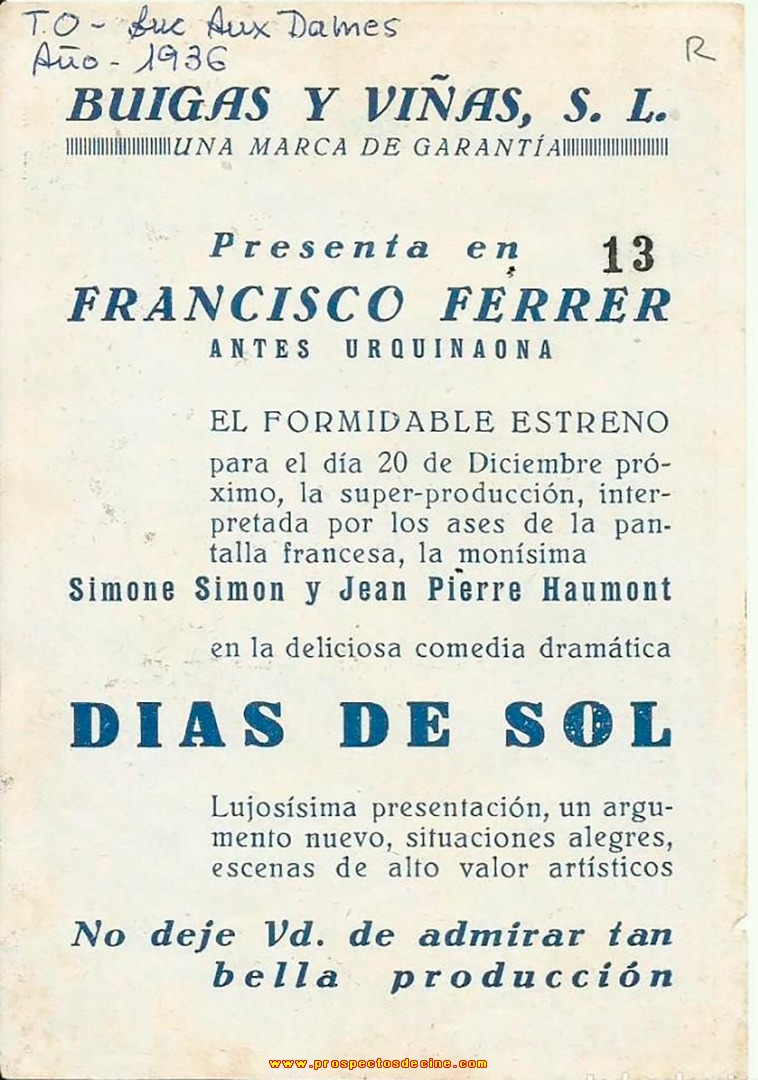 T.O - Luc Aux Dames
Año - 1936
R
BUIGAS Y VIÑAS, S. L.
UNA MARCA DE GARANTÍA
Presenta en 13
FRANCISCO FERRER
ANTES URQUINAONA
EL FORMIDABLE ESTRENO
para el día 20 de Diciembre pró-
ximo, la super-producción, inter-
pretada por los ases de la pan-
talla francesa, la monísima
Simone Simon y Jean Pierre Haumont
en la deliciosa comedia dramática
DIAS DE SOL
Lujosísima presentación, un argu-
mento nuevo, situaciones alegres,
escenas de alto valor artísticos
No deje Vd. de admirar tan
bella producción
www.prospectosdecine.com